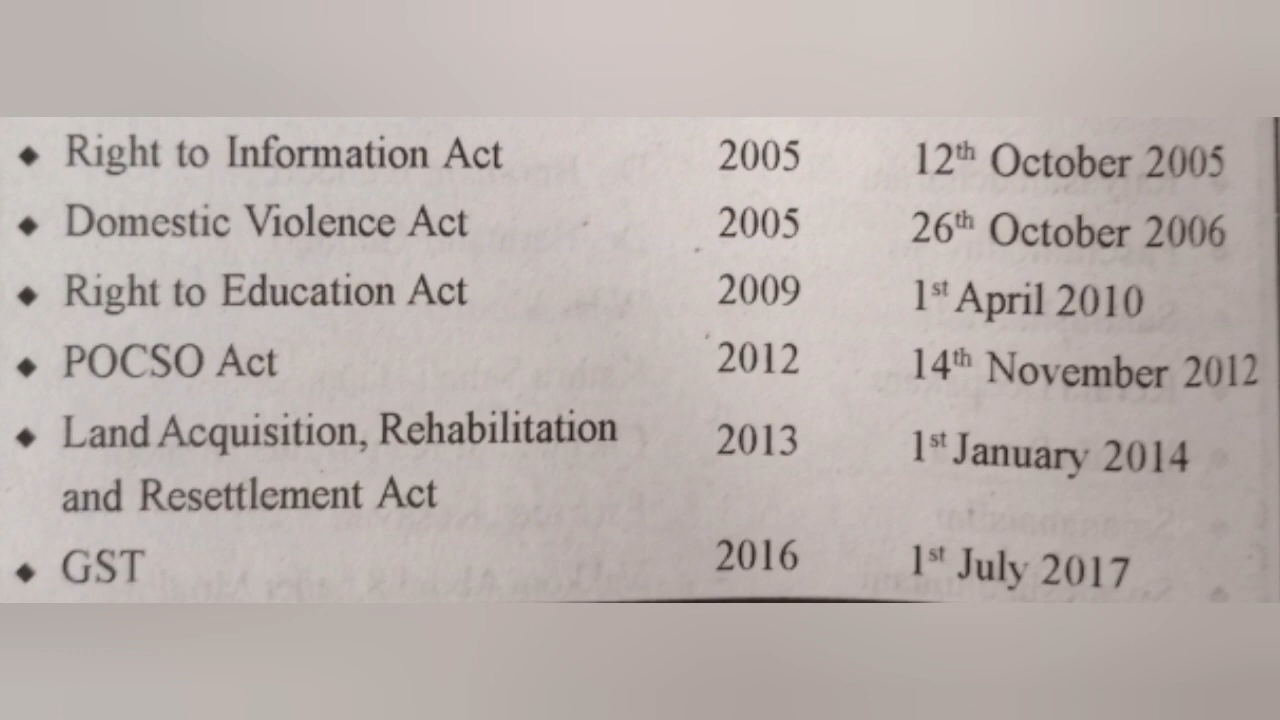 ◆ Right to Information Act 2005 12th October 2005
◆ Domestic Violence Act 2005 26th October 2006
◆ Right to Education Act 2009 1st April 2010
◆ POCSO Act 2012 14th November 2012
◆ Land Acquisition, Rehabilitation 2013 1st January 2014
and Resettlement Act
◆ GST 2016 1st July 2017